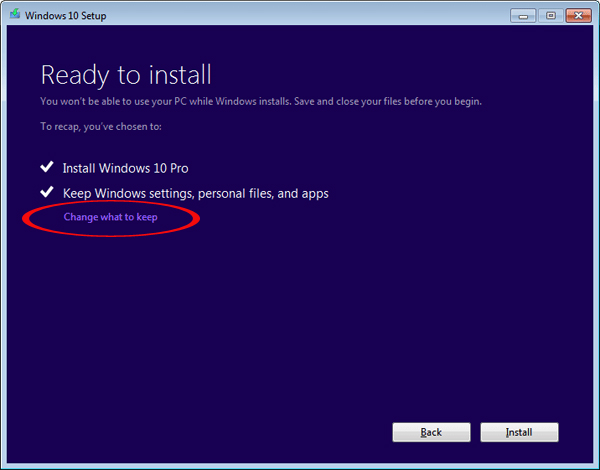 Windows 10 Setup
Ready to install
You won't be able to use your PC while Windows installs. Save and close your files before you begin.
To recap, you've chosen to:
Install Windows 10 Pro
Keep Windows settings, personal files, and apps
Change what to keep
Back
Install